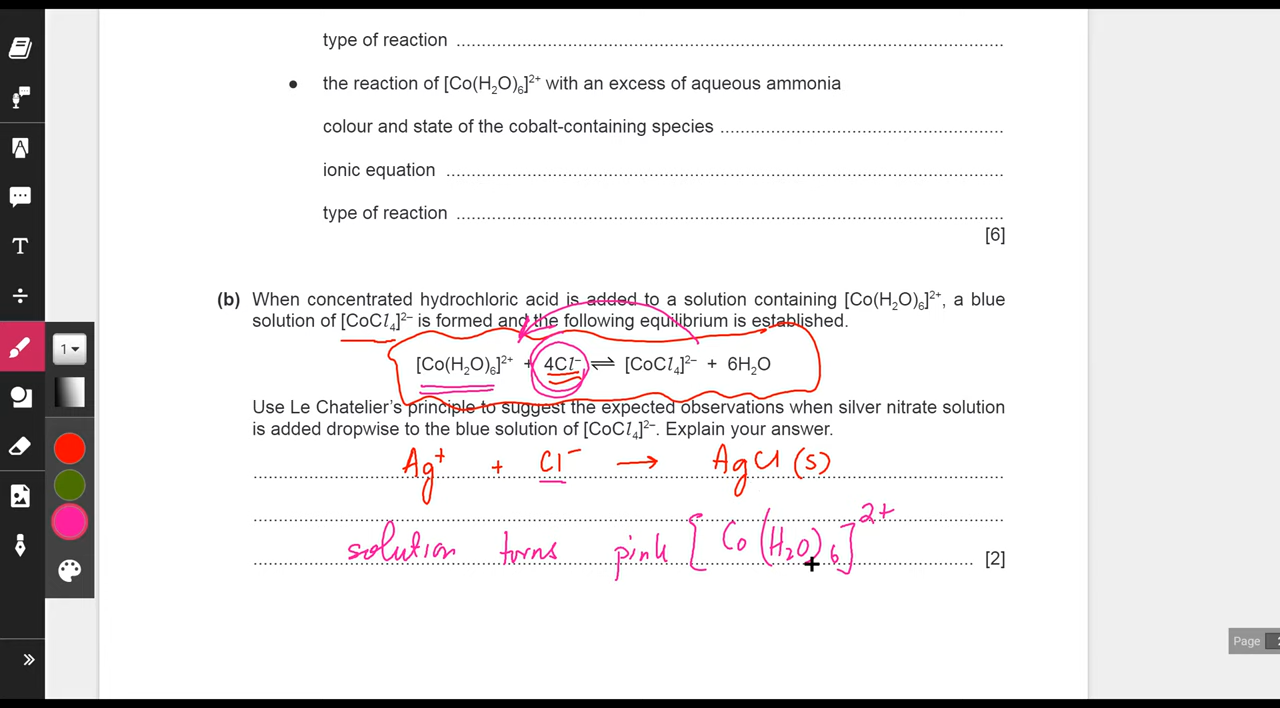 type of reaction ....................
● the reaction of [Co(H₂O)₆]²⁺ with an excess of aqueous ammonia
colour and state of the cobalt-containing species ....................
ionic equation ....................
type of reaction ....................
[6]
(b) When concentrated hydrochloric acid is added to a solution containing [Co(H₂O)₆]²⁺, a blue
solution of [CoCl₄]²⁻ is formed and the following equilibrium is established.
[Co(H₂O)₆]²⁺ + 4Cl⁻ ⇌ [CoCl₄]²⁻ + 6H₂O
Use Le Chatelier's principle to suggest the expected observations when silver nitrate solution
is added dropwise to the blue solution of [CoCl₄]²⁻. Explain your answer.
Ag⁺ + Cl⁻ → AgCl (s)
solution turns pink [Co(H₂O)₆]²⁺ [2]
T
1
Page 2